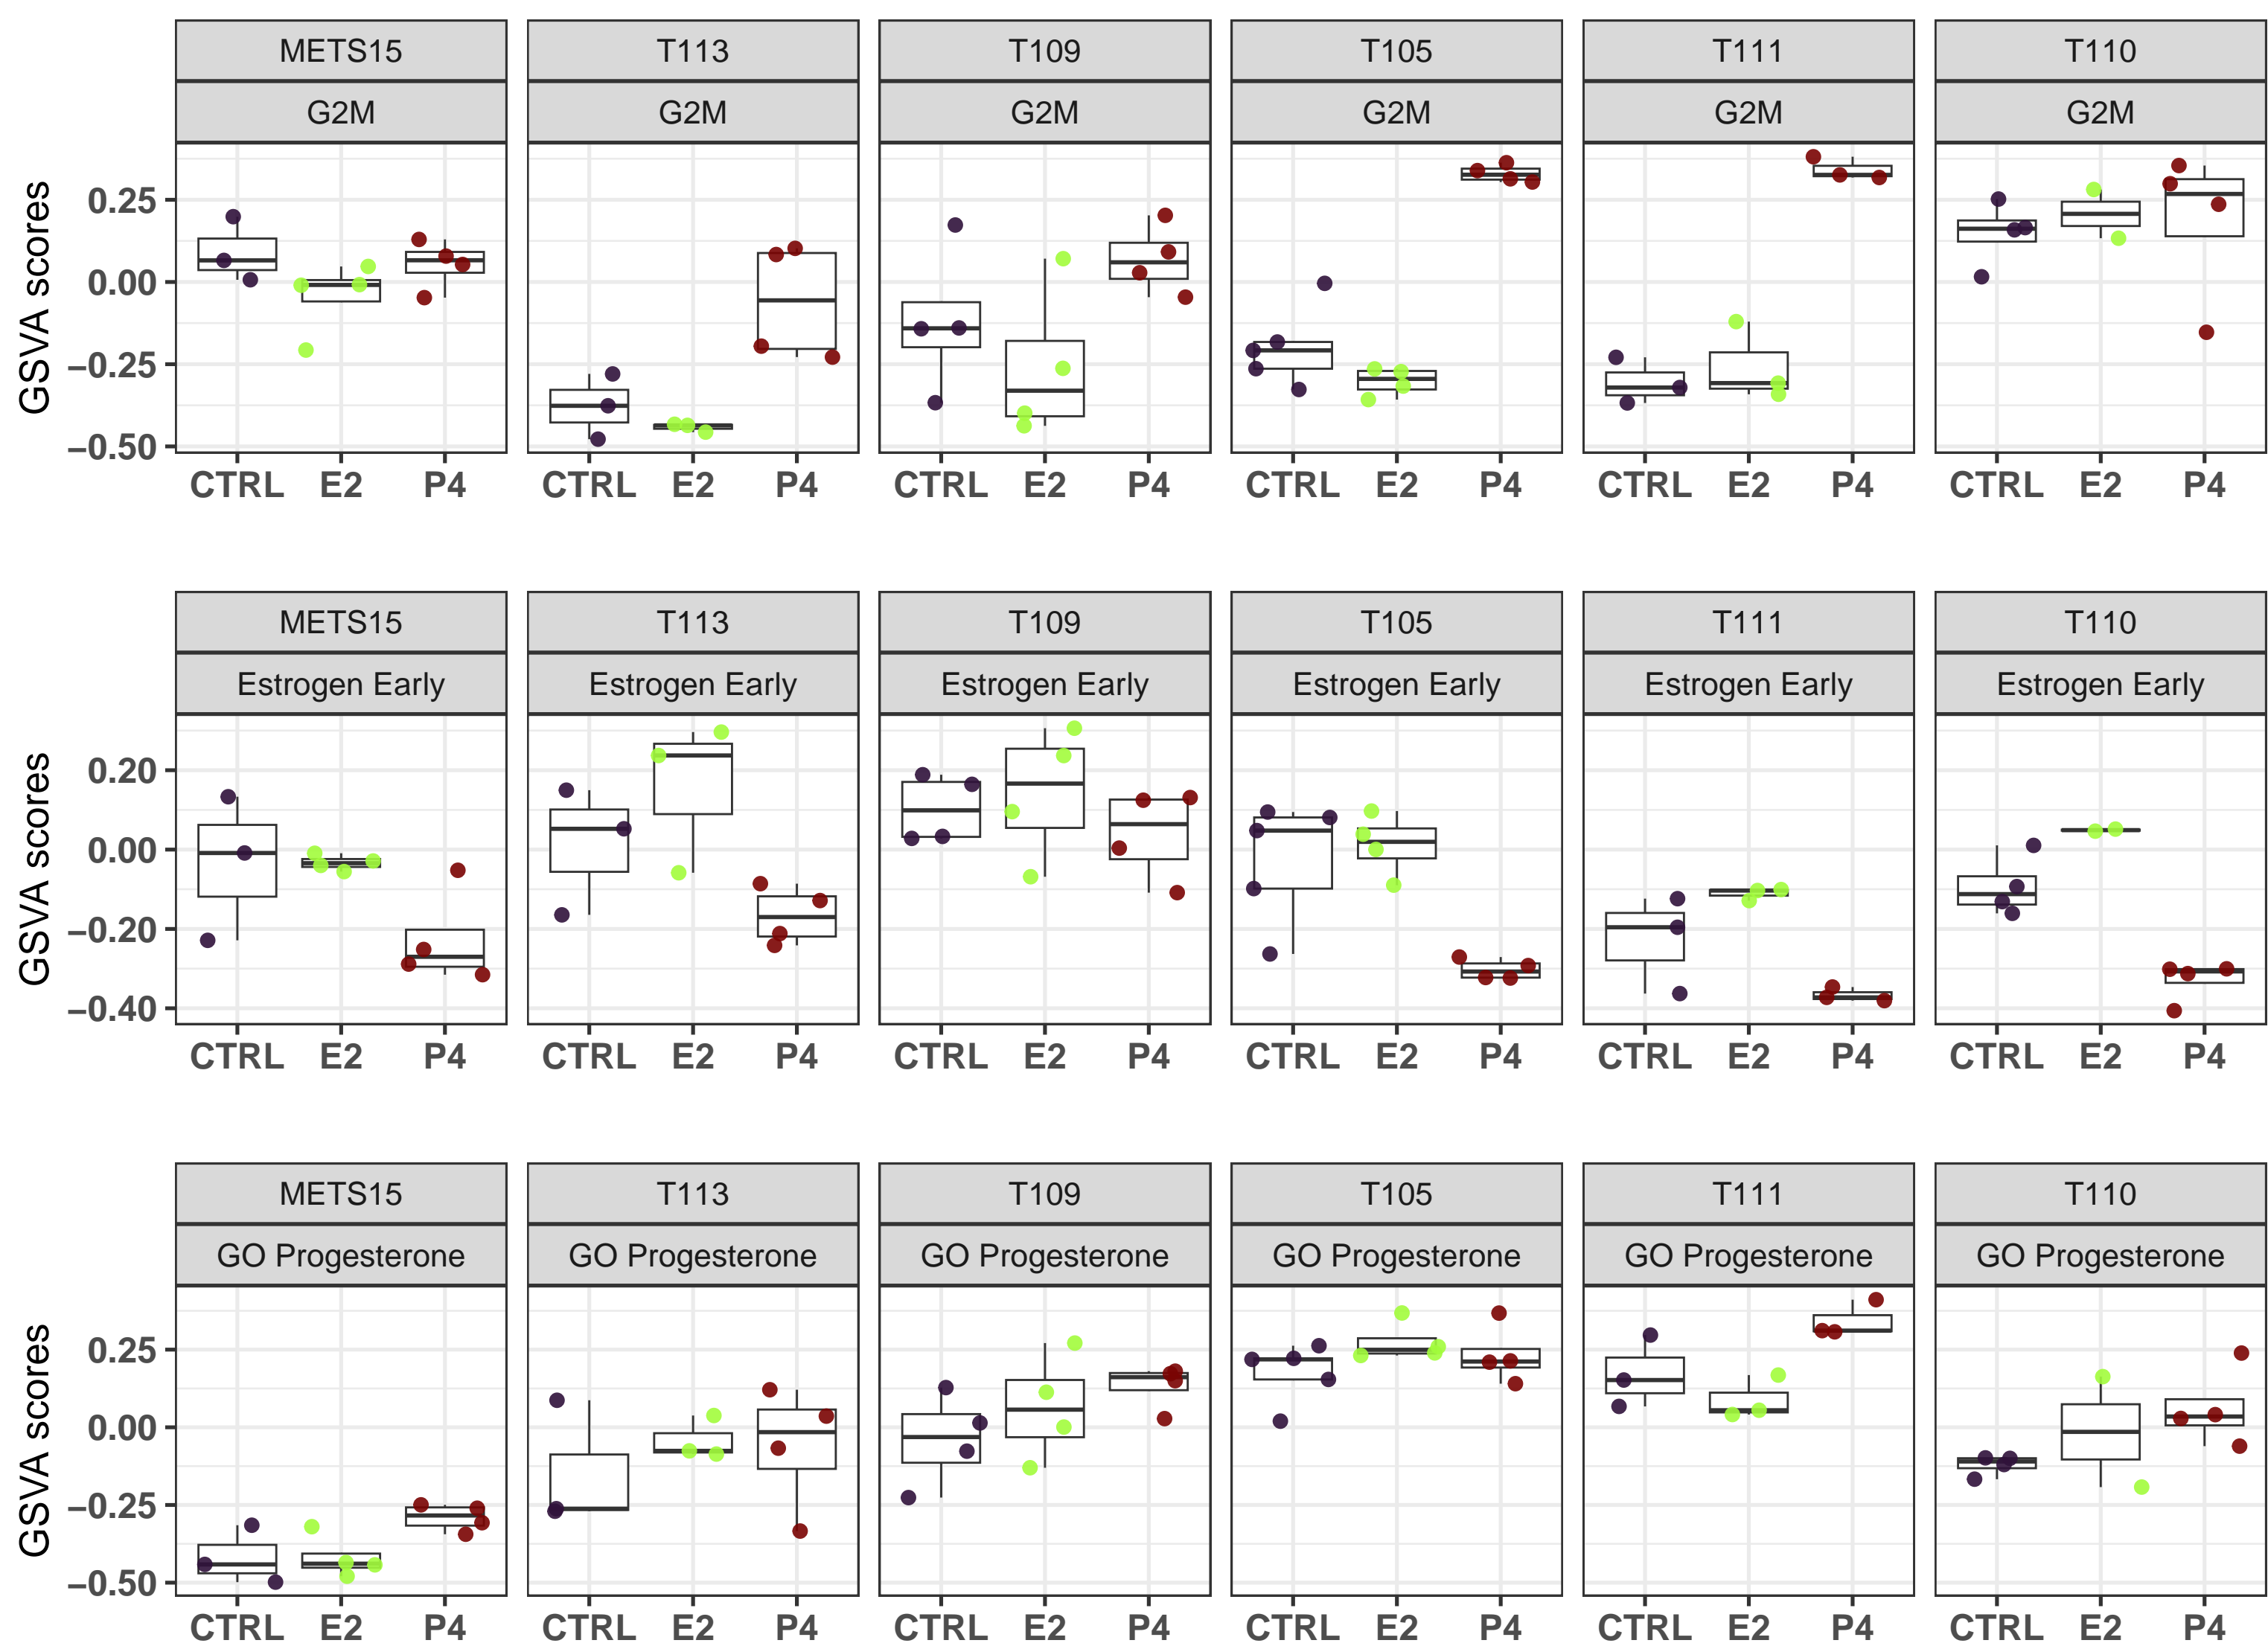 METS15 T113 T109 T105 T111 T110
G2M G2M G2M G2M G2M G2M
GSVA scores
0.25
0.00
−0.25
−0.50
CTRL E2 P4 CTRL E2 P4 CTRL E2 P4 CTRL E2 P4 CTRL E2 P4 CTRL E2 P4
METS15 T113 T109 T105 T111 T110
Estrogen Early Estrogen Early Estrogen Early Estrogen Early Estrogen Early Estrogen Early
GSVA scores
0.20
0.00
−0.20
−0.40
CTRL E2 P4 CTRL E2 P4 CTRL E2 P4 CTRL E2 P4 CTRL E2 P4 CTRL E2 P4
METS15 T113 T109 T105 T111 T110
GO Progesterone GO Progesterone GO Progesterone GO Progesterone GO Progesterone GO Progesterone
GSVA scores
0.25
0.00
−0.25
−0.50
CTRL E2 P4 CTRL E2 P4 CTRL E2 P4 CTRL E2 P4 CTRL E2 P4 CTRL E2 P4